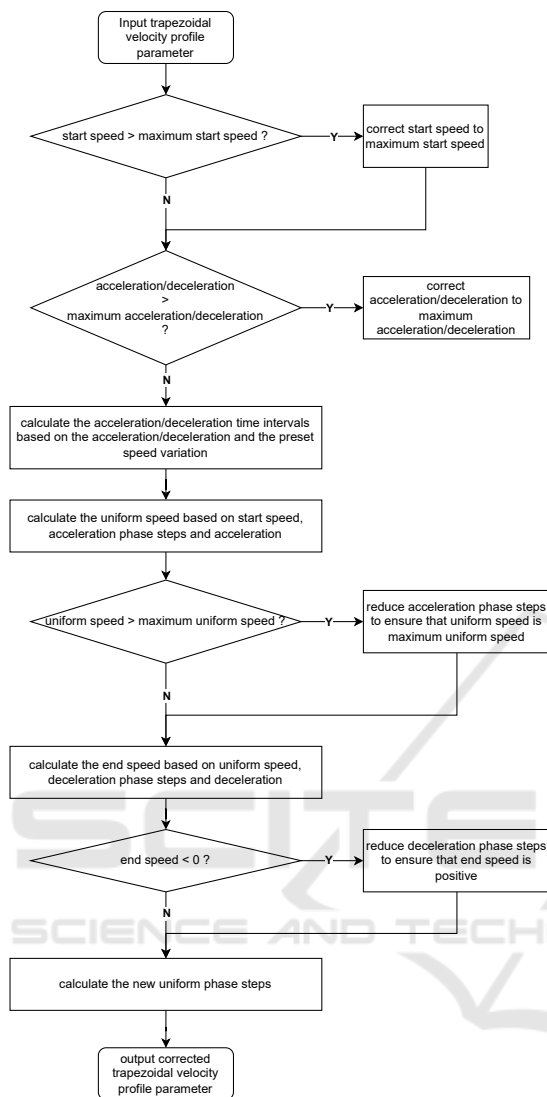 Input trapezoidal
velocity profile
parameter
start speed > maximum start speed ?
Y
correct start speed to
maximum start speed
N
acceleration/deceleration
>
maximum acceleration/deceleration
?
Y
correct
acceleration/deceleration to
maximum
acceleration/deceleration
N
calculate the acceleration/deceleration time intervals
based on the acceleration/deceleration and the preset
speed variation
calculate the uniform speed based on start speed,
acceleration phase steps and acceleration
uniform speed > maximum uniform speed ?
Y
reduce acceleration phase steps
to ensure that uniform speed is
maximum uniform speed
N
calculate the end speed based on uniform speed,
deceleration phase steps and deceleration
end speed < 0 ?
Y
reduce deceleration phase steps
to ensure that end speed is
positive
N
calculate the new uniform phase steps
output corrected
trapezoidal velocity
profile parameter
SCITE
SCIENCE AND TECH